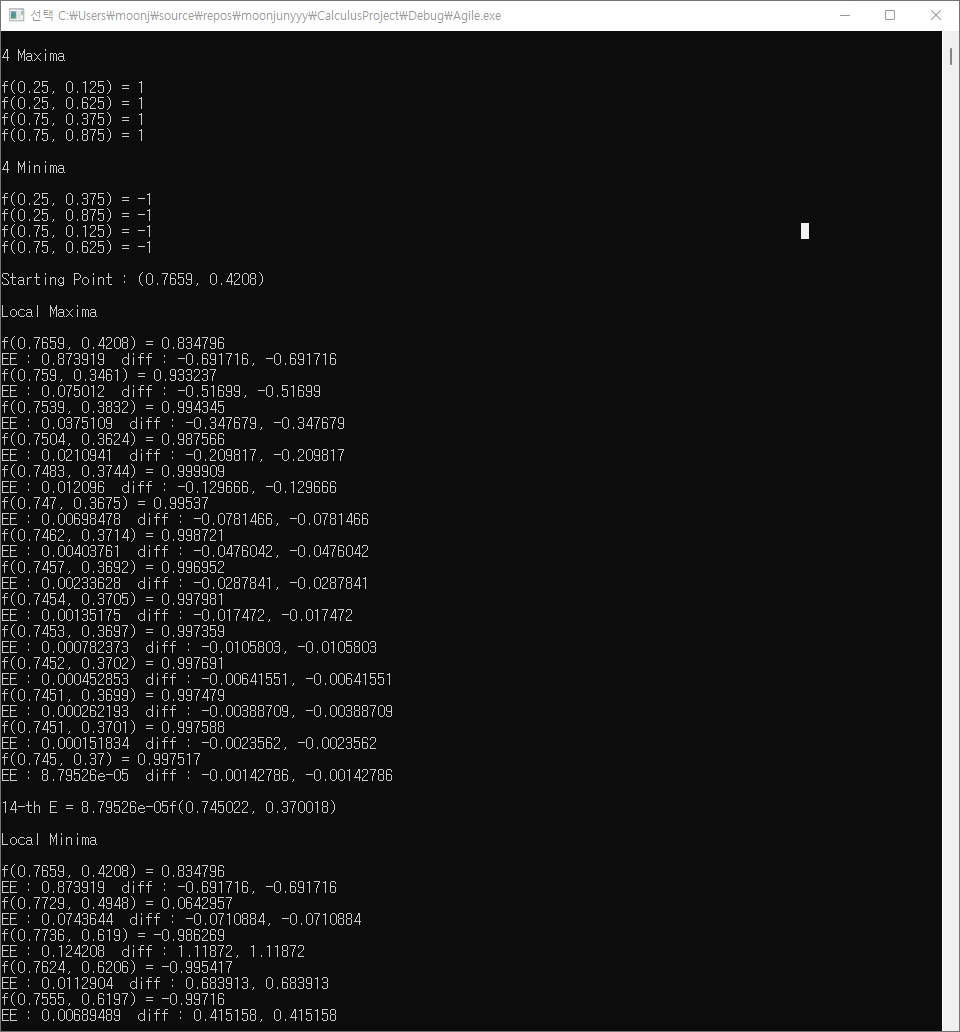 선택 C:₩Users₩moonj₩source₩repos₩moonjunyyy₩CalculusProject₩Debug₩Agile.exe
4 Maxima
f(0.25, 0.125) = 1
f(0.25, 0.625) = 1
f(0.75, 0.375) = 1
f(0.75, 0.875) = 1
4 Minima
f(0.25, 0.375) = -1
f(0.25, 0.875) = -1
f(0.75, 0.125) = -1
f(0.75, 0.625) = -1
Starting Point : (0.7659, 0.4208)
Local Maxima
f(0.7659, 0.4208) = 0.834796
EE : 0.873919  diff : -0.691716, -0.691716
f(0.759, 0.3461) = 0.933237
EE : 0.075012  diff : -0.51699, -0.51699
f(0.7539, 0.3832) = 0.994345
EE : 0.0375109  diff : -0.347679, -0.347679
f(0.7504, 0.3624) = 0.987566
EE : 0.0210941  diff : -0.209817, -0.209817
f(0.7483, 0.3744) = 0.999909
EE : 0.012096  diff : -0.129666, -0.129666
f(0.747, 0.3675) = 0.99537
EE : 0.00698478  diff : -0.0781466, -0.0781466
f(0.7462, 0.3714) = 0.998721
EE : 0.00403761  diff : -0.0476042, -0.0476042
f(0.7457, 0.3692) = 0.996952
EE : 0.00233628  diff : -0.0287841, -0.0287841
f(0.7454, 0.3705) = 0.997981
EE : 0.00135175  diff : -0.017472, -0.017472
f(0.7453, 0.3697) = 0.997359
EE : 0.000782373  diff : -0.0105803, -0.0105803
f(0.7452, 0.3702) = 0.997691
EE : 0.000452853  diff : -0.00641551, -0.00641551
f(0.7451, 0.3699) = 0.997479
EE : 0.000262193  diff : -0.00388709, -0.00388709
f(0.7451, 0.3701) = 0.997588
EE : 0.000151834  diff : -0.0023562, -0.0023562
f(0.745, 0.37) = 0.997517
EE : 8.79526e-05  diff : -0.00142786, -0.00142786
14-th E = 8.79526e-05f(0.745022, 0.370018)
Local Minima
f(0.7659, 0.4208) = 0.834796
EE : 0.873919  diff : -0.691716, -0.691716
f(0.7729, 0.4948) = 0.0642957
EE : 0.0743644  diff : -0.0710884, -0.0710884
f(0.7736, 0.619) = -0.986269
EE : 0.124208  diff : 1.11872, 1.11872
f(0.7624, 0.6206) = -0.995417
EE : 0.0112904  diff : 0.683913, 0.683913
f(0.7555, 0.6197) = -0.99716
EE : 0.00689489  diff : 0.415158, 0.415158